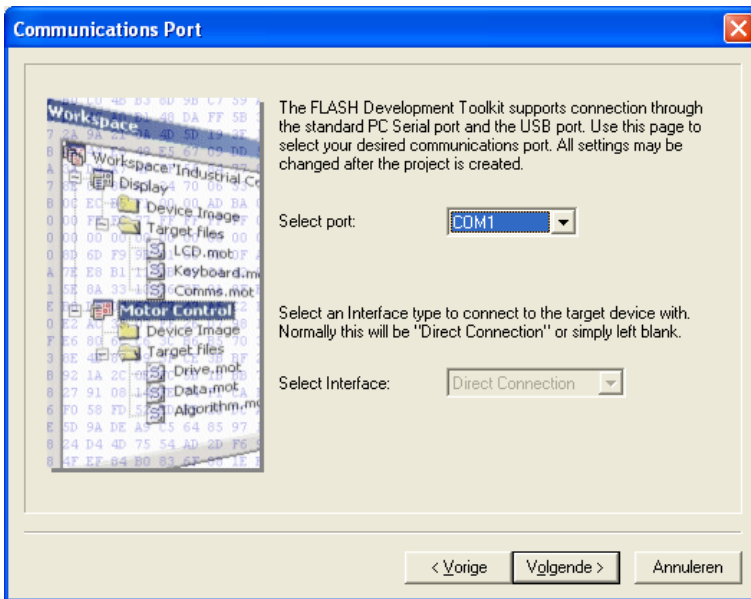 Communications Port
Workspace
Workspace 'Industrial Co
Display
Device Image
Target files
LCD.mot
Keyboard.m
Comms.mot
Motor Control
Device Image
Target files
Drive.mot
Data.mot
Algorithm.mo
The FLASH Development Toolkit supports connection through
the standard PC Serial port and the USB port. Use this page to
select your desired communications port. All settings may be
changed after the project is created.
Select port:
COM1
Select an Interface type to connect to the target device with.
Normally this will be "Direct Connection" or simply left blank.
Select Interface:
Direct Connection
< Vorige
Volgende >
Annuleren